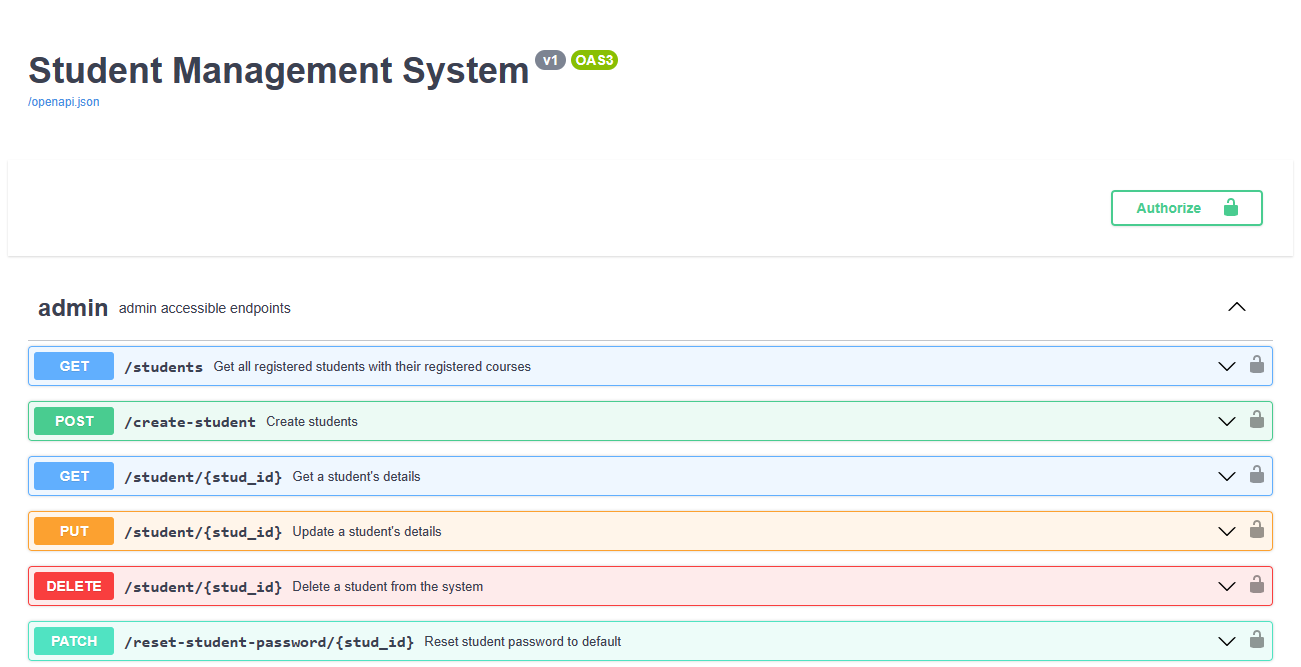 Student Management System v1 OAS3
/openapi.json
Authorize
admin admin accessible endpoints
GET /students Get all registered students with their registered courses
POST /create-student Create students
GET /student/{stud_id} Get a student's details
PUT /student/{stud_id} Update a student's details
DELETE /student/{stud_id} Delete a student from the system
PATCH /reset-student-password/{stud_id} Reset student password to default